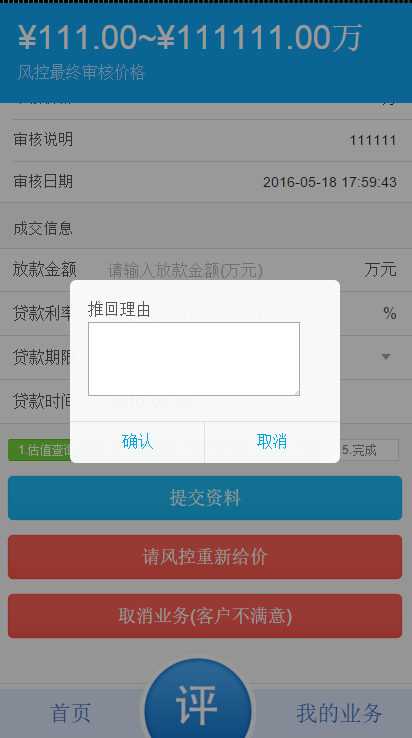 ¥111.00~¥111111.00万
风控最终审核价格
审核说明 111111
审核日期 2016-05-18 17:59:43
成交信息
放款金额 请输入放款金额(万元) 万元
贷款利率 %
贷款期限
贷款时间
推回理由
确认 取消
1.估值查询 5.完成
提交资料
请风控重新给价
取消业务(客户不满意)
首页 评 我的业务